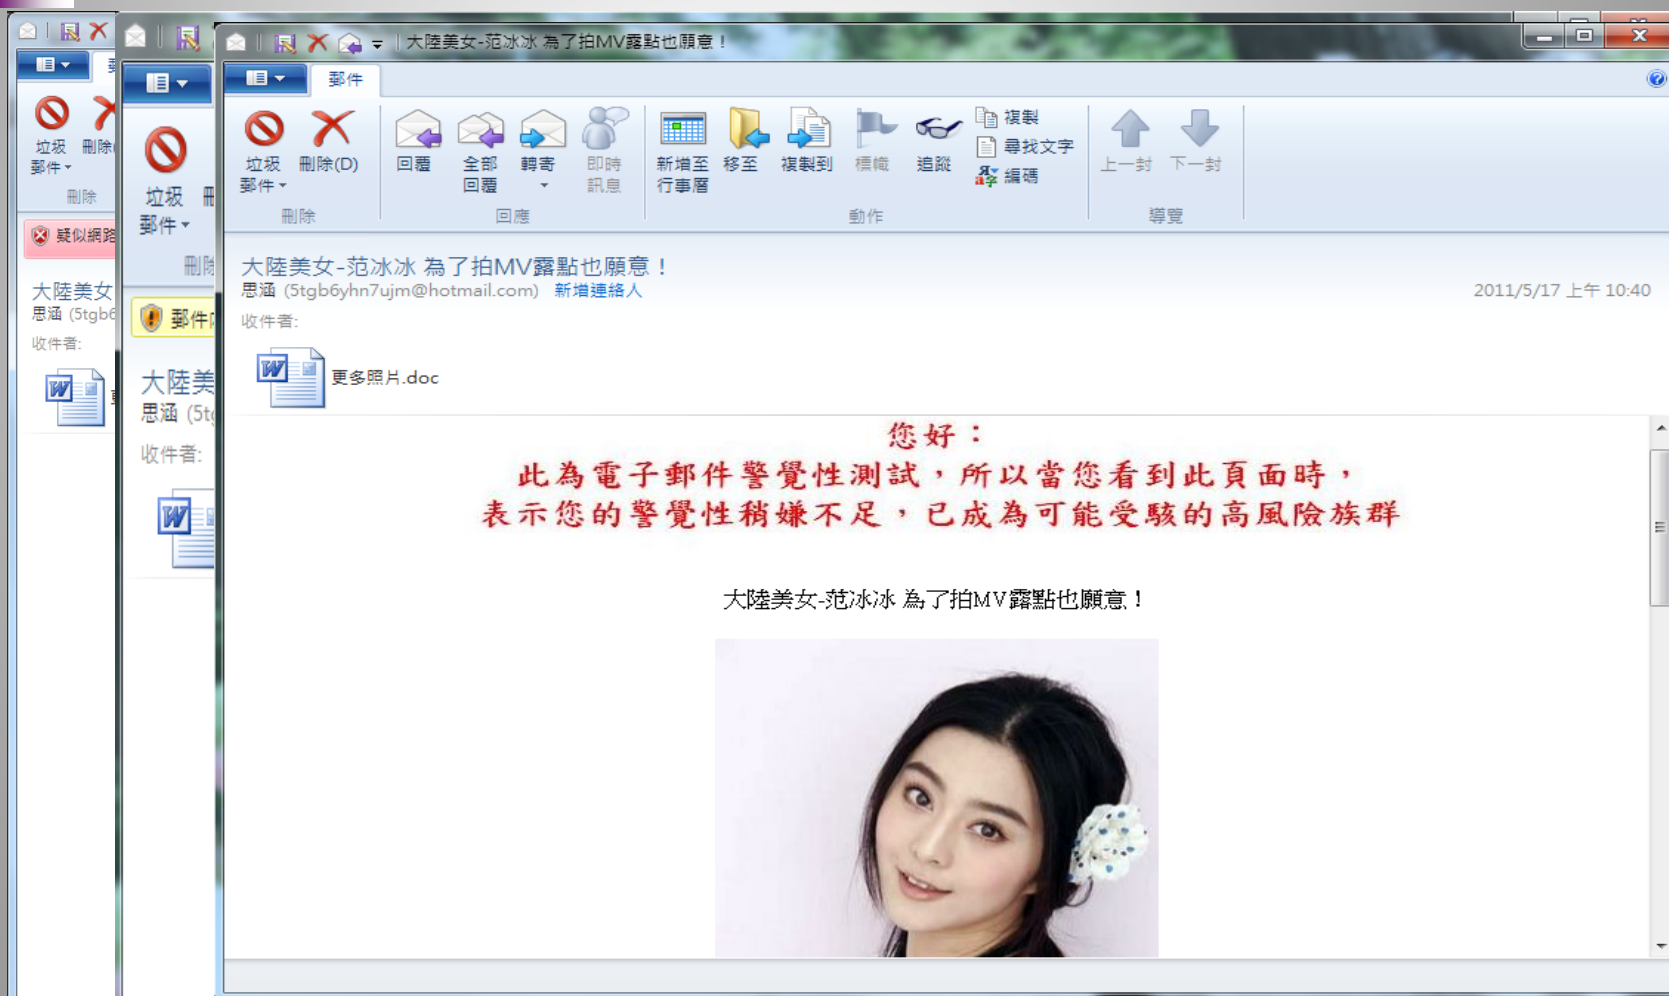 大陸美女-范冰冰 為了拍MV露點也願意！
郵件
垃圾郵件
刪除(D)
回覆
全部回覆
轉寄
即時訊息
新增至行事曆
移至
複製到
標幟
追蹤
複製
尋找文字
編碼
上一封
下一封
刪除
回應
動作
導覽
大陸美女-范冰冰 為了拍MV露點也願意！
思涵 (5tgb6yhn7ujm@hotmail.com) 新增連絡人
2011/5/17 上午 10:40
收件者:
更多照片.doc
您好：
此為電子郵件警覺性測試，所以當您看到此頁面時，
表示您的警覺性稍嫌不足，已成為可能受駭的高風險族群
大陸美女-范冰冰 為了拍MV露點也願意！
垃圾郵件
刪除
刪除
疑似網路
大陸美女
思涵 (5tgb6
收件者:
垃圾郵件
刪除
郵件
大陸美
思涵 (5tg
收件者: